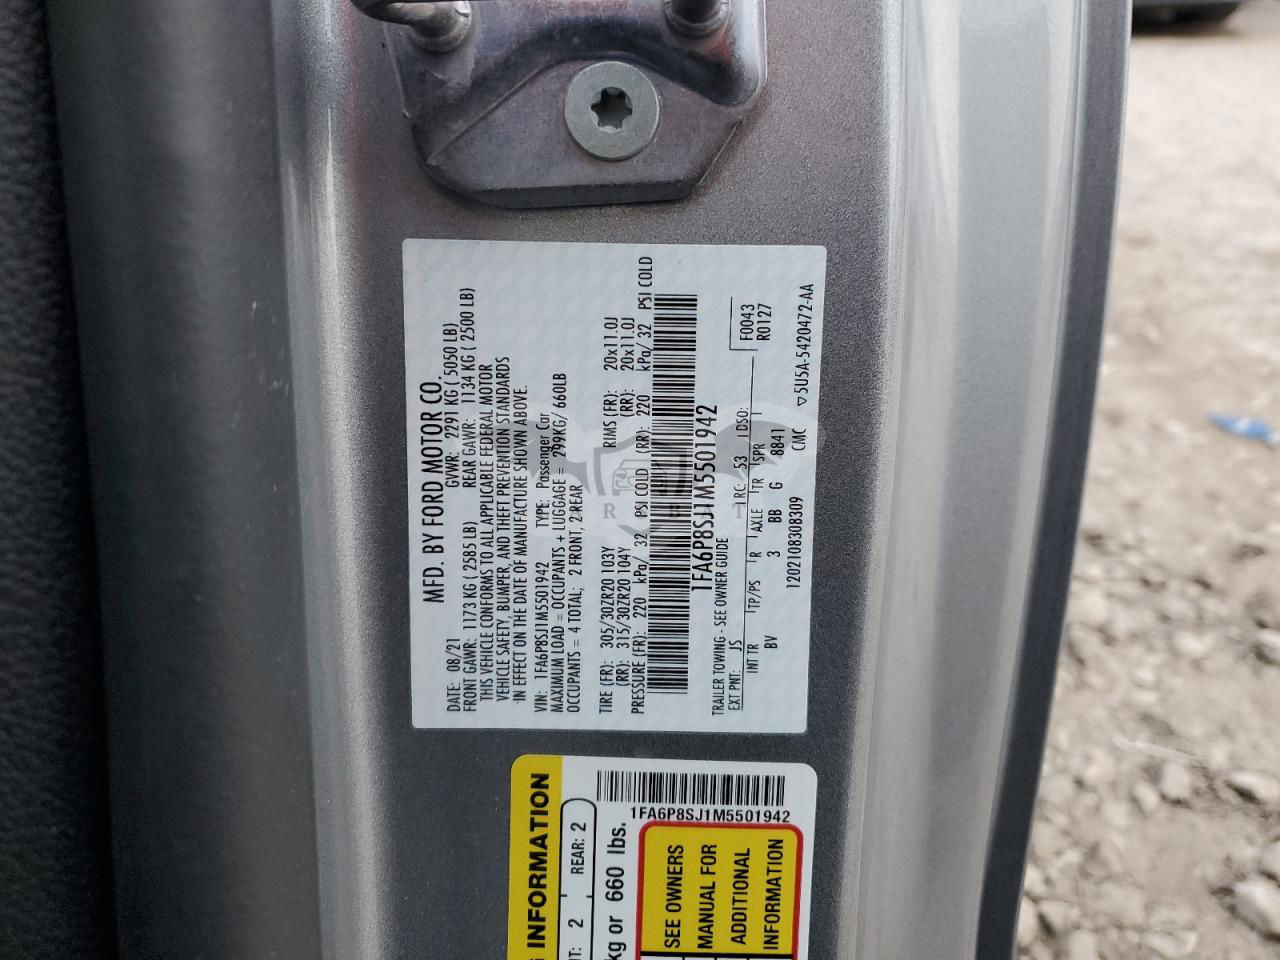 MFD. BY FORD MOTOR CO.
DATE: 08/21 GVWR: 2291 KG ( 5050 LB)
FRONT GAWR: 1173 KG ( 2585 LB) REAR GAWR: 1134 KG ( 2500 LB)
THIS VEHICLE CONFORMS TO ALL APPLICABLE FEDERAL MOTOR
VEHICLE SAFETY, BUMPER, AND THEFT PREVENTION STANDARDS
IN EFFECT ON THE DATE OF MANUFACTURE SHOWN ABOVE.
VIN: 1FA6P8SJ1M5501942 TYPE: Passenger Car
MAXIMUM LOAD = OCCUPANTS + LUGGAGE = 299KG/ 660LB
OCCUPANTS = 4 TOTAL; 2 FRONT, 2 REAR
TIRE (FR): 305/30ZR20 103Y RIMS (FR): 20x11.0J
(RR): 315/30ZR20 104Y (RR): 20x11.0J
PRESSURE (FR): 220 kPa/ 32 PSI COLD (RR): 220 kPa/ 32 PSI COLD
1FA6P8SJ1M5501942
TRAILER TOWING - SEE OWNER GUIDE F0043
EXT PNT: JS RC: 53 DSO: R0127
INT TR TP/PS R AXLE TR SPR
BV 3 BB G 8841
1202108308309 CMC ▽5U5A-5420472-AA
INFORMATION
2 REAR: 2
kg or 660 lbs.
1FA6P8SJ1M5501942
SEE OWNERS
MANUAL FOR
ADDITIONAL
INFORMATION